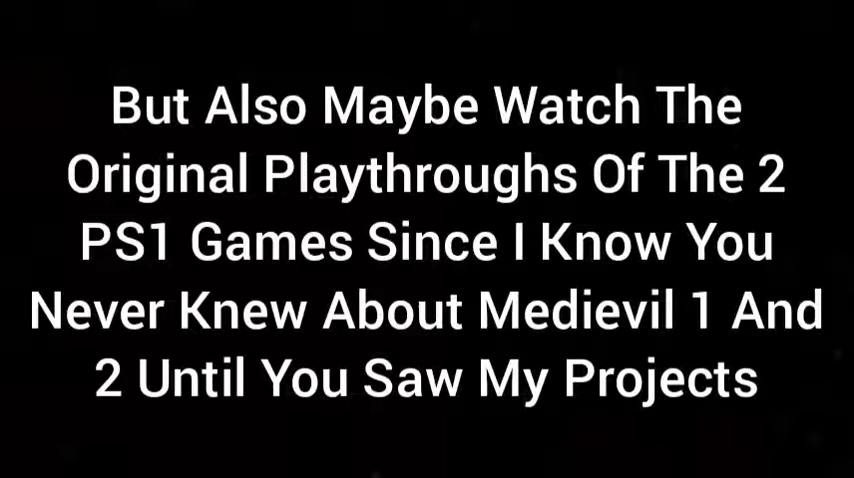 But Also Maybe Watch The
Original Playthroughs Of The 2
PS1 Games Since I Know You
Never Knew About Medievil 1 And
2 Until You Saw My Projects